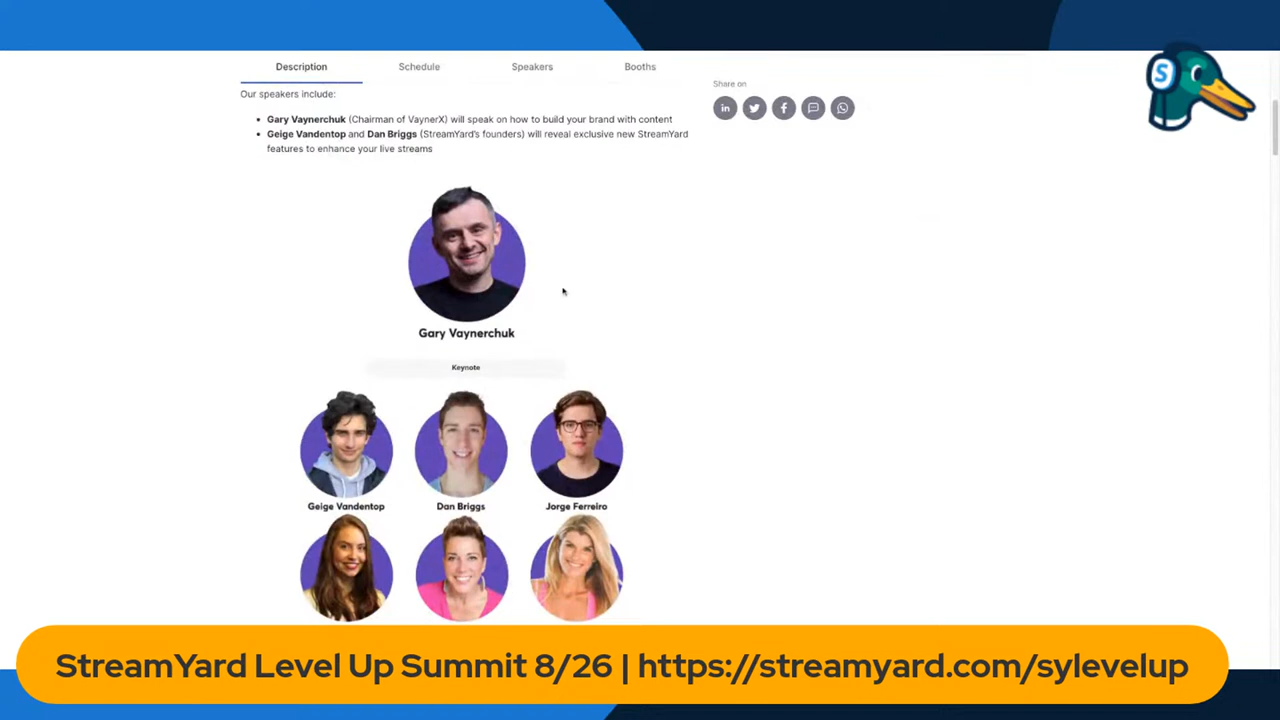 Description Schedule Speakers Booths
Share on
Our speakers include:
Gary Vaynerchuk (Chairman of VaynerX) will speak on how to build your brand with content
Geige Vandentop and Dan Briggs (StreamYard's founders) will reveal exclusive new StreamYard
features to enhance your live streams
S
in
Gary Vaynerchuk
Keynote
Geige Vandentop Dan Briggs Jorge Ferreiro
StreamYard Level Up Summit 8/26 | https://streamyard.com/sylevelup